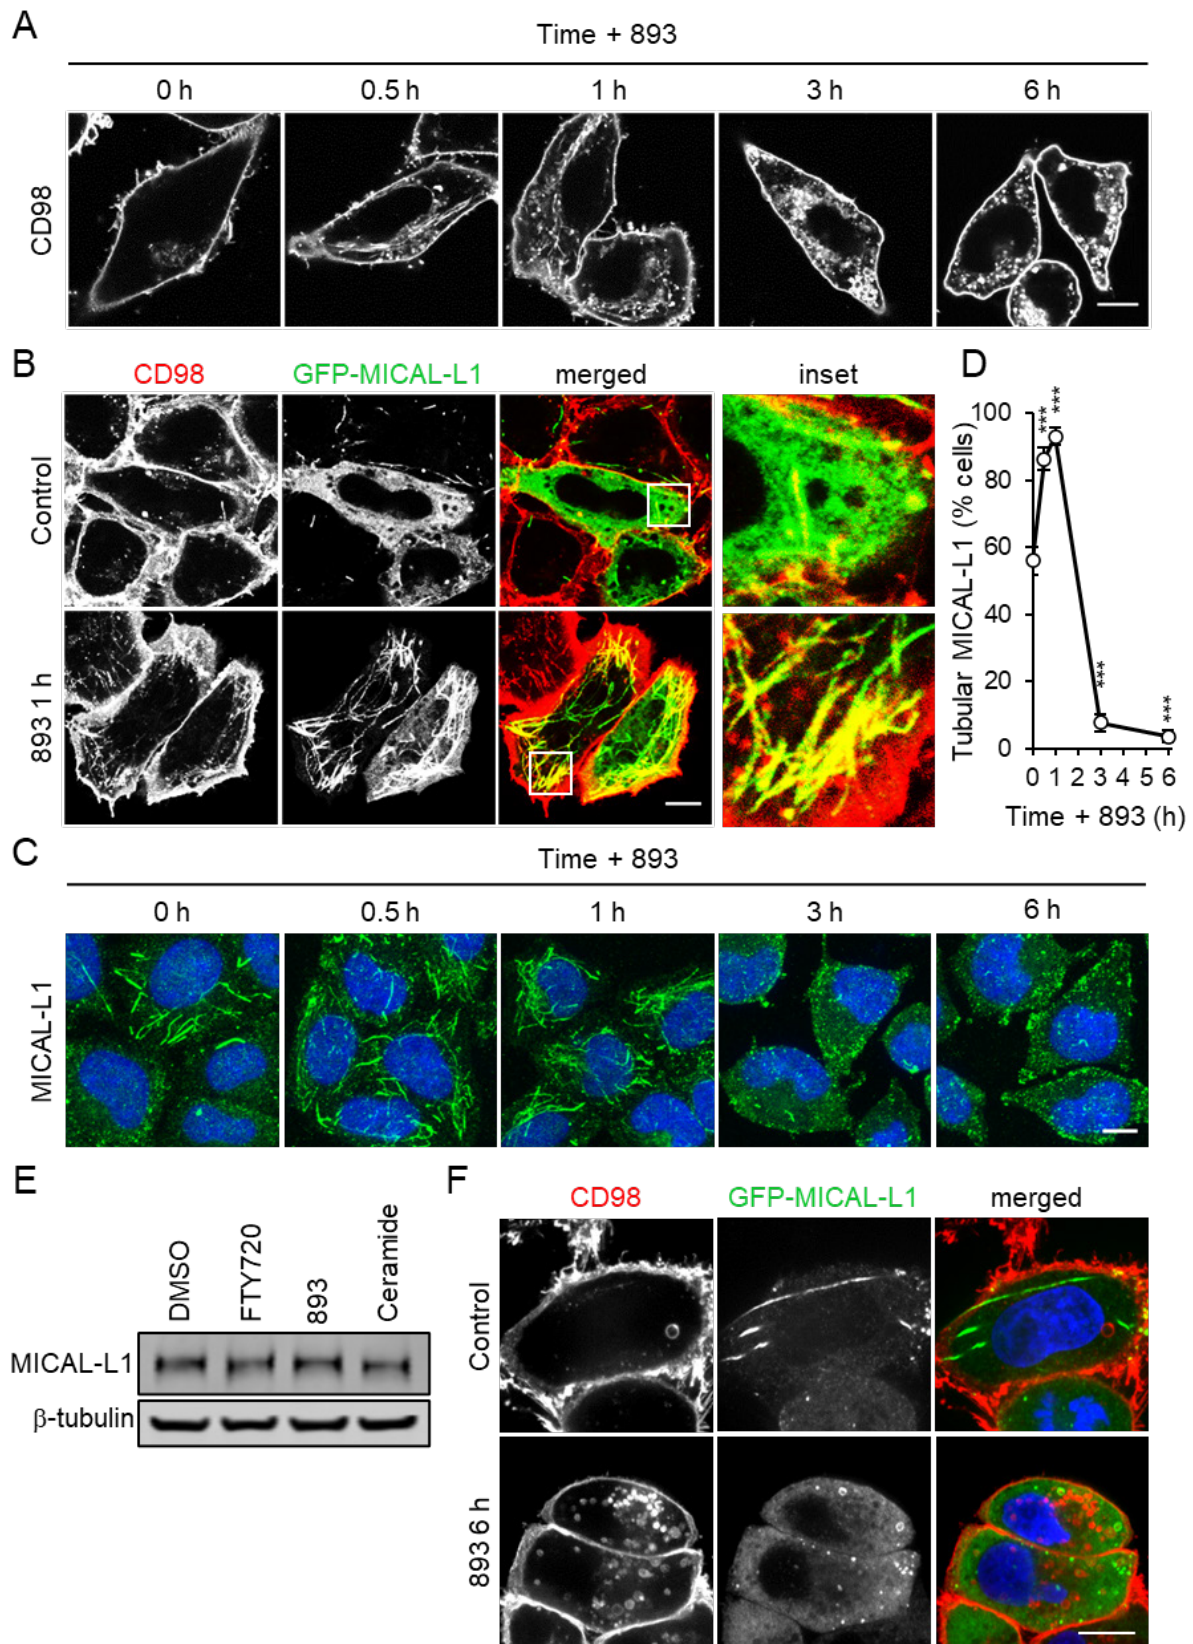 A
Time + 893
0 h 0.5 h 1 h 3 h 6 h
CD98
B
CD98 GFP-MICAL-L1 merged inset
Control
893 1 h
D
Tubular MICAL-L1 (% cells)
100
80
60
40
20
0
*** *** *** ***
0 1 2 3 4 5 6
Time + 893 (h)
C
Time + 893
0 h 0.5 h 1 h 3 h 6 h
MICAL-L1
E
DMSO FTY720 893 Ceramide
MICAL-L1
β-tubulin
F
CD98 GFP-MICAL-L1 merged
Control
893 6 h